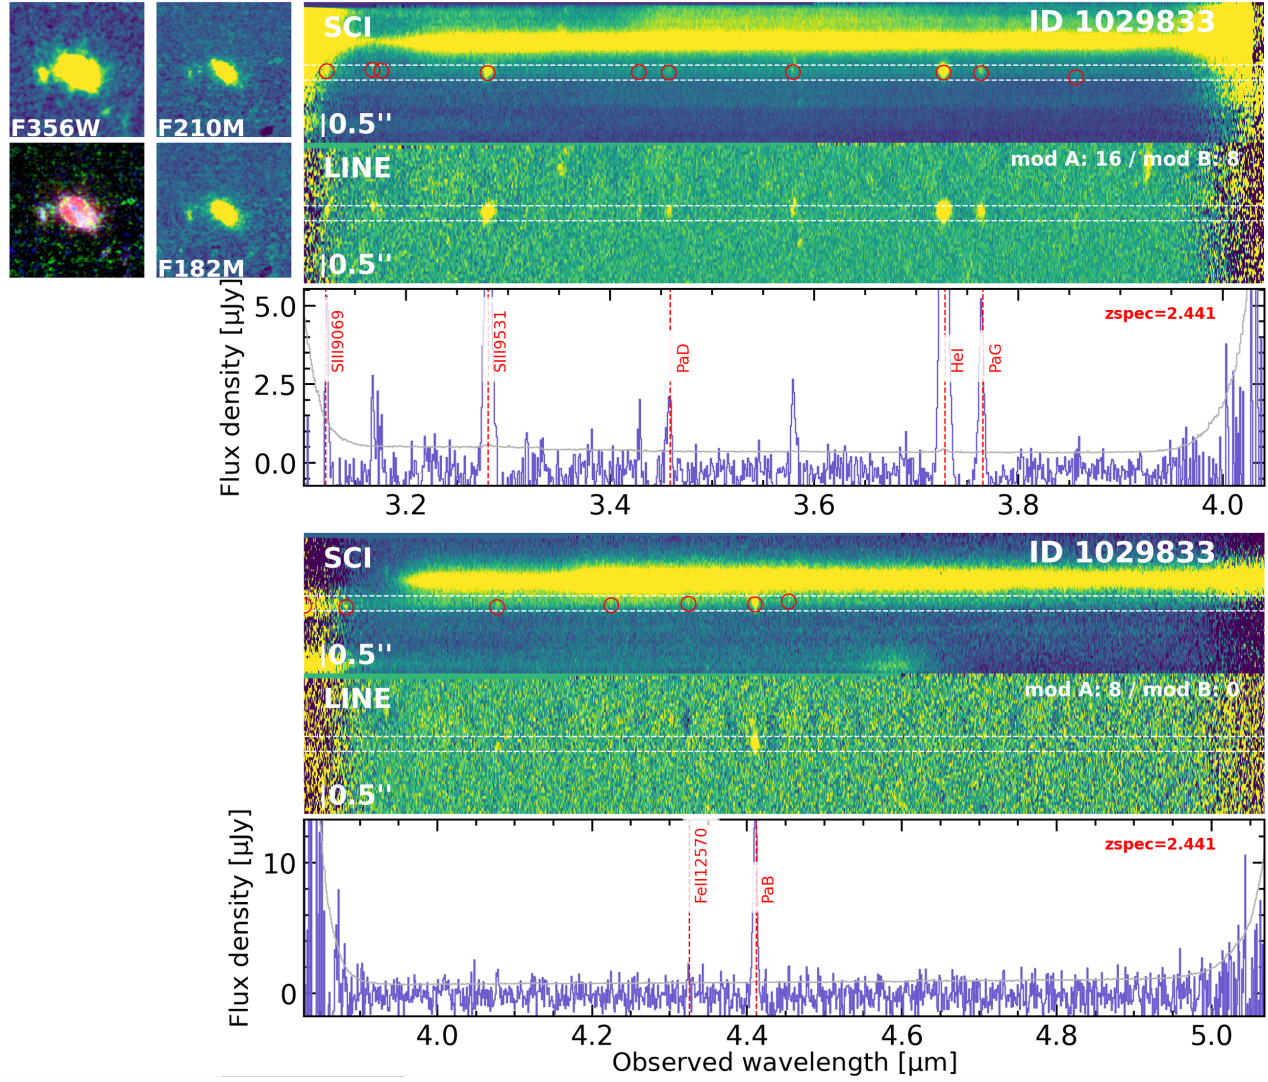 F356W
F210M
F182M
SCI
ID 1029833
|0.5''
LINE
mod A: 16 / mod B: 8
|0.5''
Flux density [μJy]
5.0
2.5
0.0
SIII9069
SIII9531
PaD
HeI
PaG
zspec=2.441
3.2 3.4 3.6 3.8 4.0
SCI
ID 1029833
|0.5''
LINE
mod A: 8 / mod B: 0
|0.5''
Flux density [μJy]
10
0
FeII12570
PaB
zspec=2.441
4.0 4.2 4.4 4.6 4.8 5.0
Observed wavelength [μm]